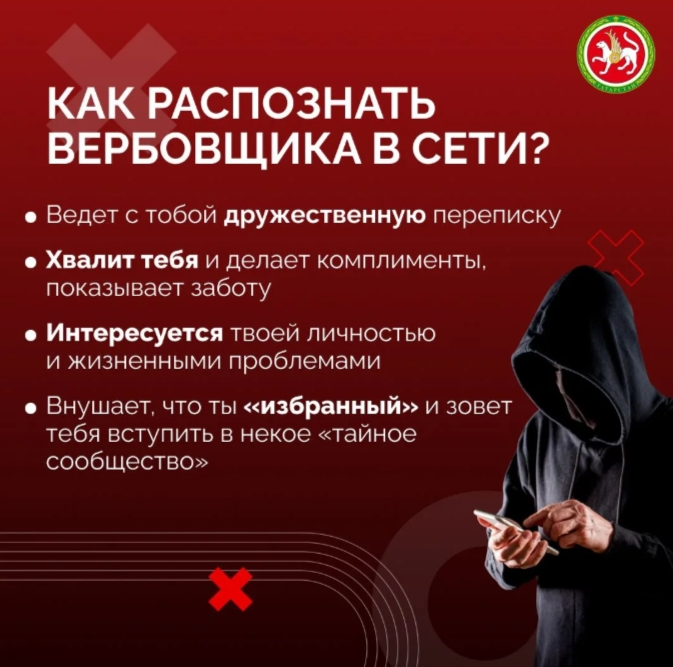 ТАТАРСТАН
КАК РАСПОЗНАТЬ
ВЕРБОВЩИКА В СЕТИ?
• Ведет с тобой дружественную переписку
• Хвалит тебя и делает комплименты,
показывает заботу
• Интересуется твоей личностью
и жизненными проблемами
• Внушает, что ты «избранный» и зовет
тебя вступить в некое «тайное
сообщество»